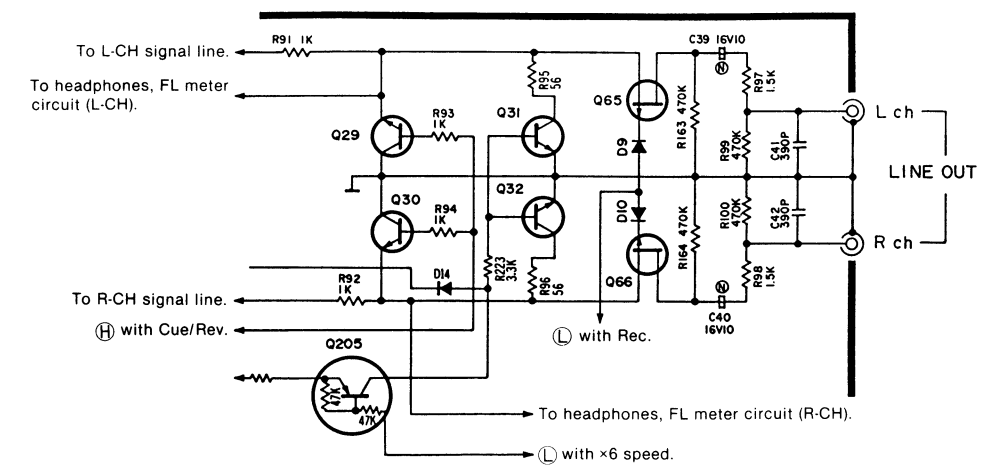 R91 1K
C39 16V10
To L-CH signal line.
N
R95
56
R97
1.5K
To headphones, FL meter
circuit (L-CH).
Q65
R93
1K
Q31
R163 470K
L ch
Q29
D9
R99
470K
C41
390P
LINE OUT
Q32
Q30
R94
1K
D10
R164 470K
R100
470K
C42
390P
R ch
R223
3.3K
R96
56
D14
R92
1K
Q66
N
R98
1.5K
To R-CH signal line.
C40
16V10
H with Cue/Rev.
L with Rec.
Q205
47K
47K
To headphones, FL meter circuit (R-CH).
L with ×6 speed.